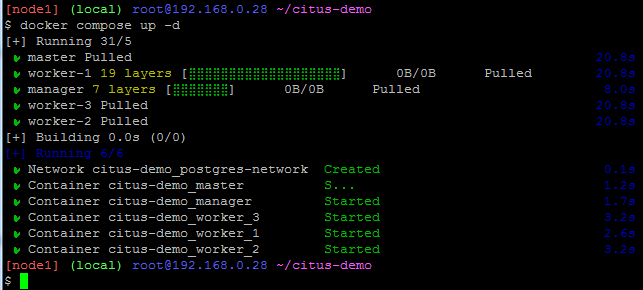 [node1] (local) root@192.168.0.28 ~/citus-demo
$ docker compose up -d
[+] Running 31/5
✔ master Pulled 20.8s
✔ worker-1 19 layers [⣿⣿⣿⣿⣿⣿⣿⣿⣿⣿⣿⣿⣿⣿⣿⣿⣿⣿⣿] 0B/0B Pulled 20.8s
✔ manager 7 layers [⣿⣿⣿⣿⣿⣿⣿] 0B/0B Pulled 8.0s
✔ worker-3 Pulled 20.8s
✔ worker-2 Pulled 20.8s
[+] Building 0.0s (0/0)
[+] Running 6/6
✔ Network citus-demo_postgres-network Created 0.1s
✔ Container citus-demo_master S... 1.2s
✔ Container citus-demo_manager Started 1.7s
✔ Container citus-demo_worker_3 Started 3.2s
✔ Container citus-demo_worker_1 Started 2.6s
✔ Container citus-demo_worker_2 Started 3.2s
[node1] (local) root@192.168.0.28 ~/citus-demo
$